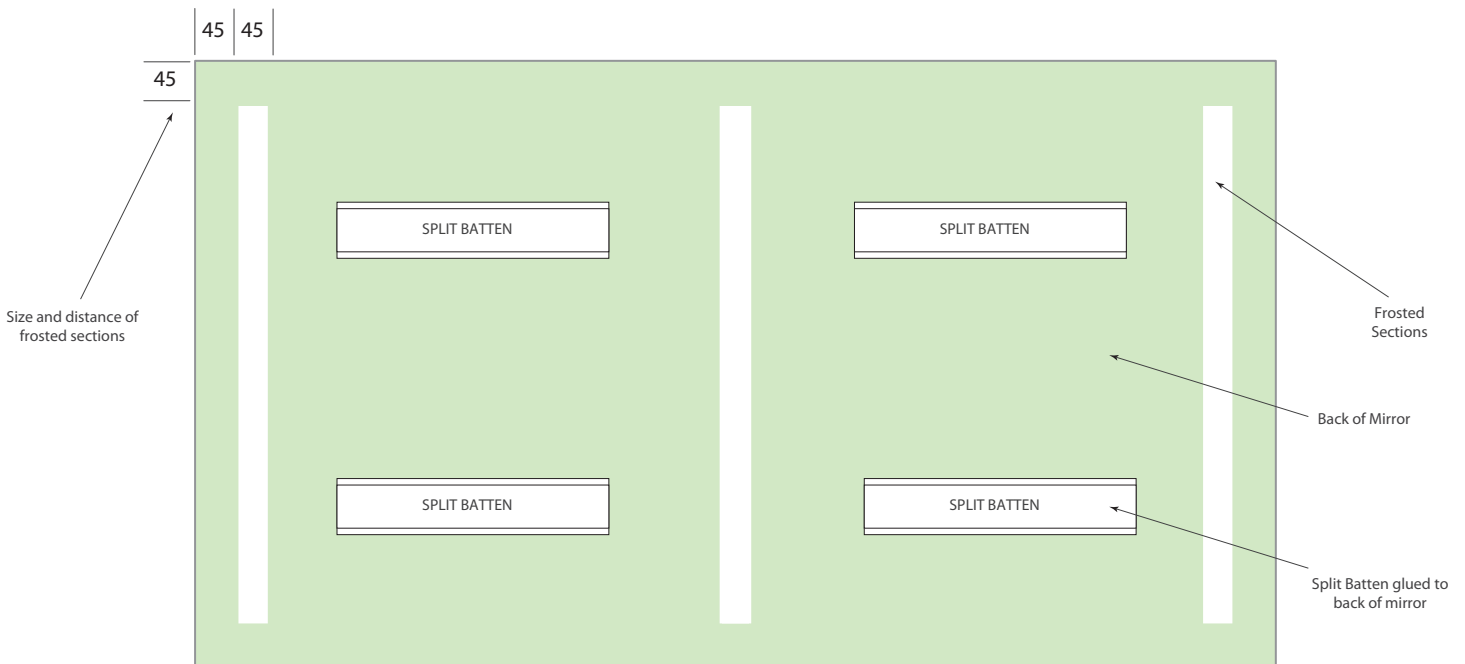 45 45
45
SPLIT BATTEN SPLIT BATTEN
Size and distance of
frosted sections
Frosted
Sections
Back of Mirror
SPLIT BATTEN SPLIT BATTEN
Split Batten glued to
back of mirror